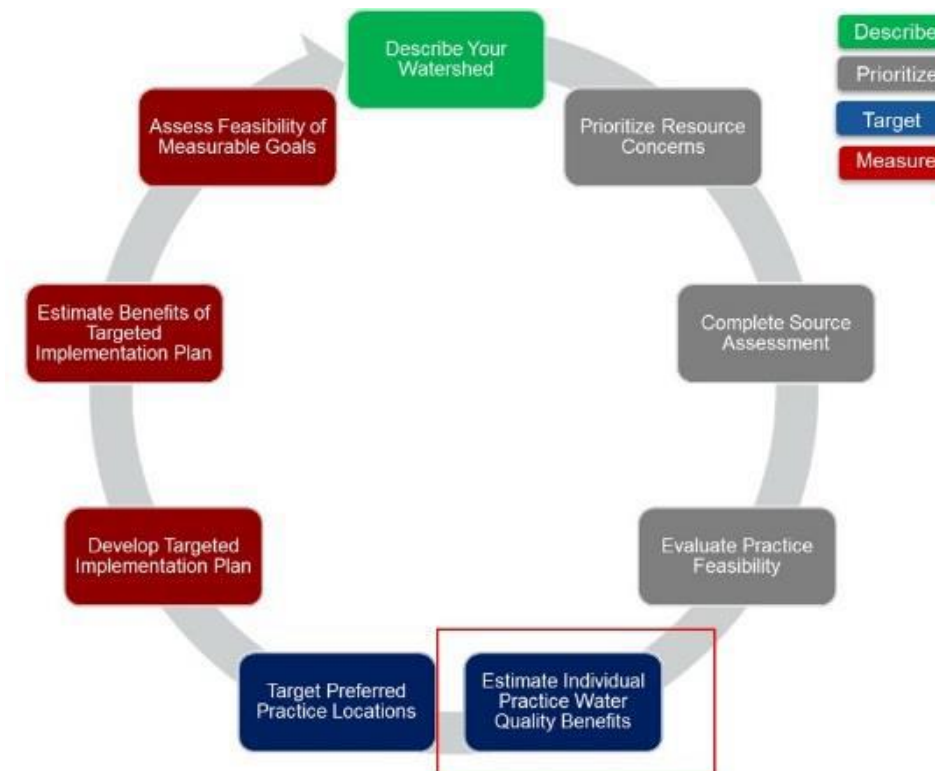 Describe Your
Watershed
Prioritize Resource
Concerns
Complete Source
Assessment
Evaluate Practice
Feasibility
Estimate Individual
Practice Water
Quality Benefits
Target Preferred
Practice Locations
Develop Targeted
Implementation Plan
Estimate Benefits of
Targeted
Implementation Plan
Assess Feasibility of
Measurable Goals
Describe
Prioritize
Target
Measure